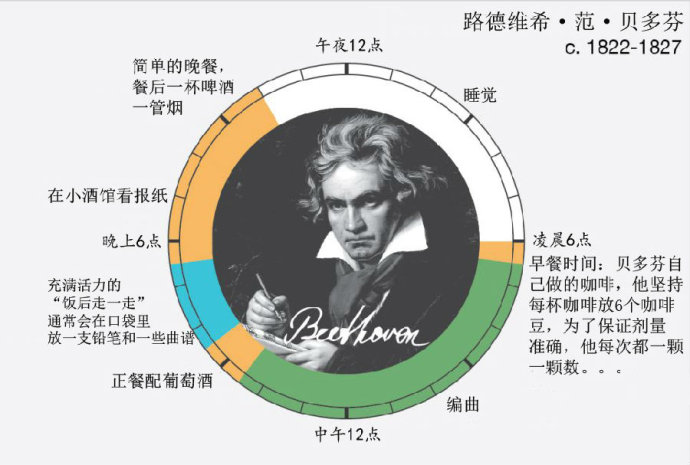 路德维希·范·贝多芬
c. 1822-1827
午夜12点
简单的晚餐，
餐后一杯啤酒
一管烟
睡觉
在小酒馆看报纸
晚上6点
凌晨6点
早餐时间：贝多芬自
己做的咖啡，他坚持
每杯咖啡放6个咖啡
豆，为了保证剂量
准确，他每次都一颗
一颗数。。。
充满活力的
“饭后走一走”
通常会在口袋里
放一支铅笔和一些曲谱
Beethoven
正餐配葡萄酒
编曲
中午12点